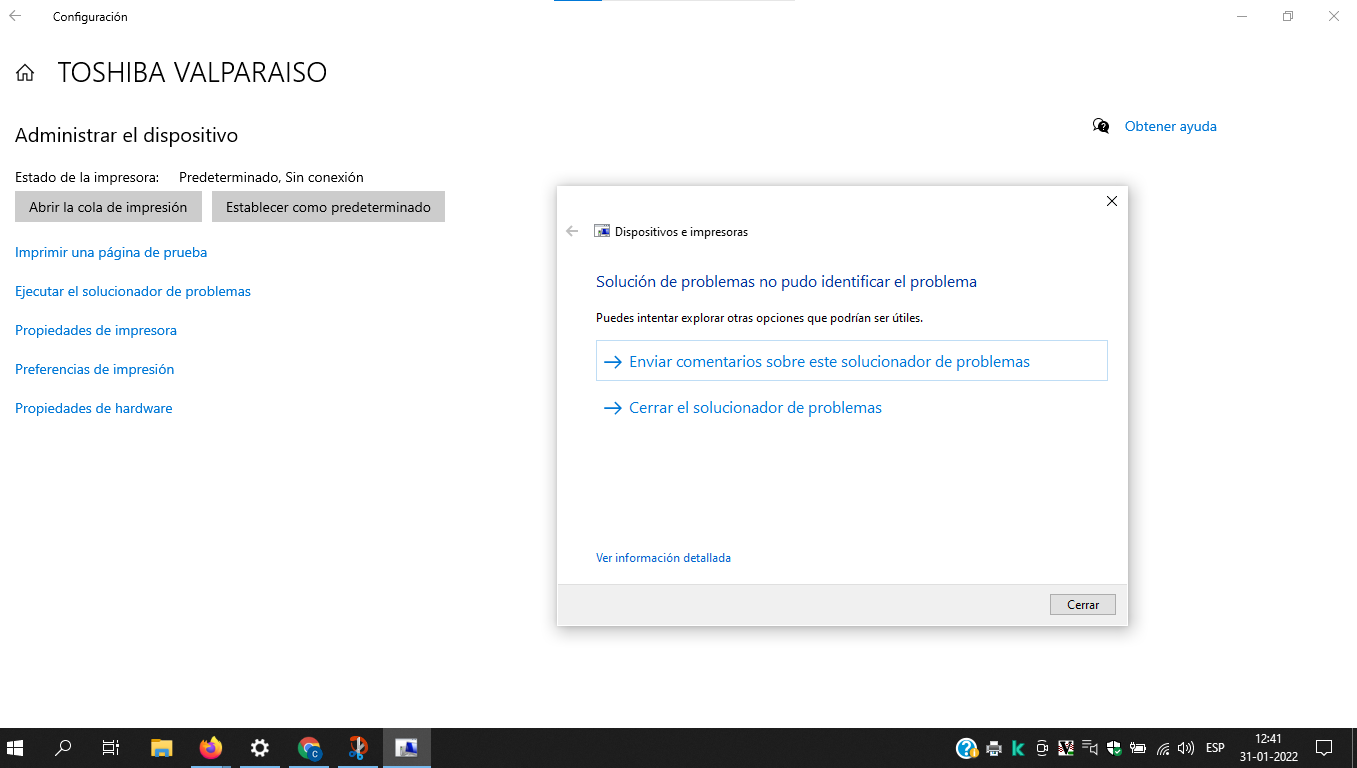 Configuración
TOSHIBA VALPARAISO
Administrar el dispositivo
Obtener ayuda
Estado de la impresora: Predeterminado, Sin conexión
Abrir la cola de impresión
Establecer como predeterminado
Imprimir una página de prueba
Ejecutar el solucionador de problemas
Propiedades de impresora
Preferencias de impresión
Propiedades de hardware
Dispositivos e impresoras
Solución de problemas no pudo identificar el problema
Puedes intentar explorar otras opciones que podrían ser útiles.
Enviar comentarios sobre este solucionador de problemas
Cerrar el solucionador de problemas
Ver información detallada
Cerrar
ESP
12:41
31-01-2022